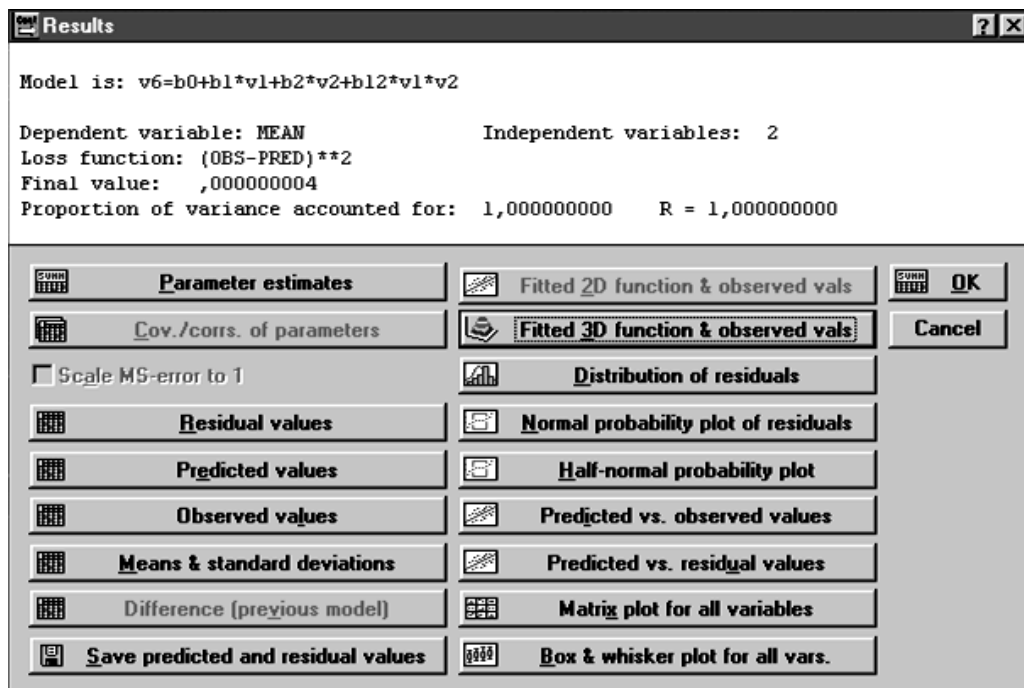 Results
? X
Model is: v6=b0+b1*v1+b2*v2+b12*v1*v2
Dependent variable: MEAN Independent variables: 2
Loss function: (OBS-PRED)**2
Final value: ,000000004
Proportion of variance accounted for: 1,000000000 R = 1,000000000
Parameter estimates
Fitted 2D function & observed vals
OK
Cov./corrs. of parameters
Fitted 3D function & observed vals
Cancel
Scale MS-error to 1
Distribution of residuals
Residual values
Normal probability plot of residuals
Predicted values
Half-normal probability plot
Observed values
Predicted vs. observed values
Means & standard deviations
Predicted vs. residual values
Difference (previous model)
Matrix plot for all variables
Save predicted and residual values
Box & whisker plot for all vars.